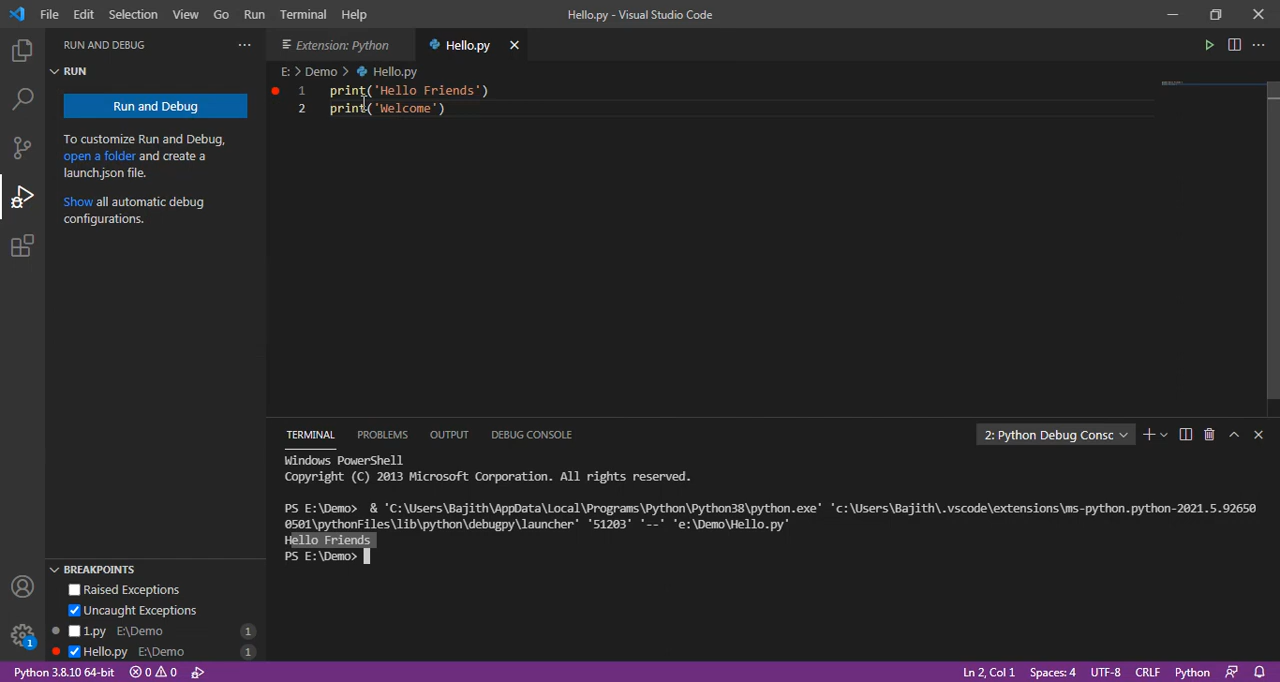 File Edit Selection View Go Run Terminal Help Hello.py - Visual Studio Code
RUN AND DEBUG ···
Extension: Python
Hello.py
RUN
Run and Debug
To customize Run and Debug,
open a folder and create a
launch.json file.
Show all automatic debug
configurations.
E: > Demo > Hello.py
1 print('Hello Friends')
2 print('Welcome')
TERMINAL PROBLEMS OUTPUT DEBUG CONSOLE
2: Python Debug Consc
Windows PowerShell
Copyright (C) 2013 Microsoft Corporation. All rights reserved.
PS E:\Demo>  & 'C:\Users\Bajith\AppData\Local\Programs\Python\Python38\python.exe' 'c:\Users\Bajith\.vscode\extensions\ms-python.python-2021.5.92650
0501\pythonFiles\lib\python\debugpy\launcher' '51203' '--' 'e:\Demo\Hello.py'
Hello Friends
PS E:\Demo>
BREAKPOINTS
Raised Exceptions
Uncaught Exceptions
1.py E:\Demo 1
Hello.py E:\Demo 1
1
Python 3.8.10 64-bit 0 0 Ln 2, Col 1 Spaces: 4 UTF-8 CRLF Python